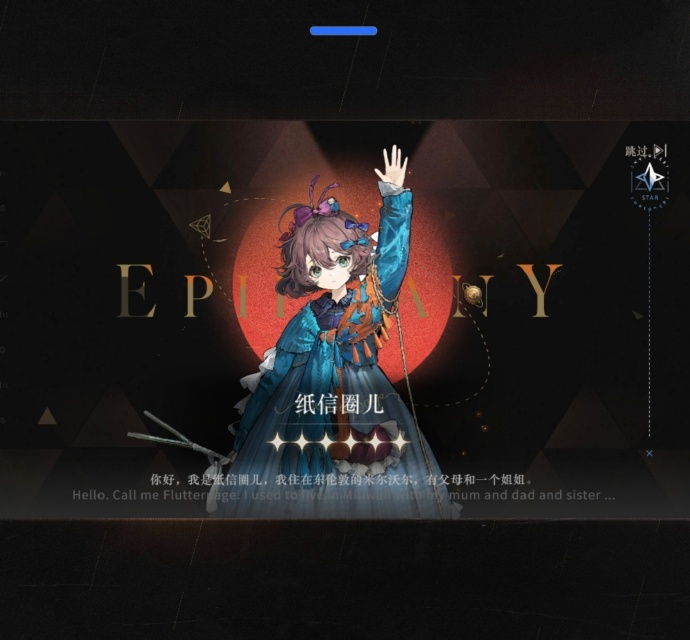 跳过
STAR
EPIPHANY
纸信圈儿
你好，我是纸信圈儿，我住在东伦敦的米尔沃尔，有父母和一个姐姐。
Hello. Call me Flutterpage. I used to live in Millwall with my mum and dad and sister ...